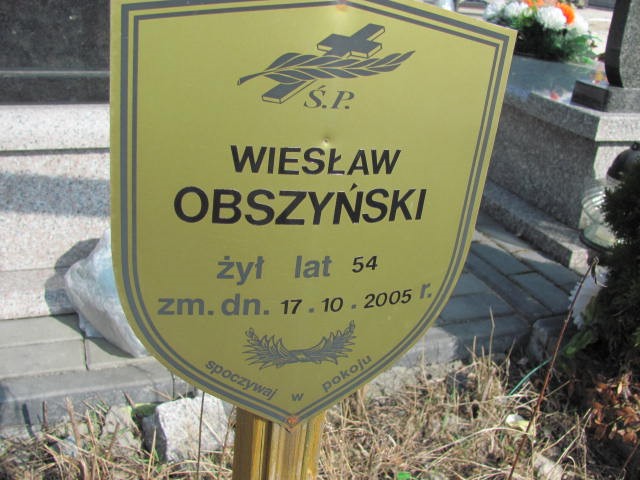 Ś.P.
WIESŁAW
OBSZYŃSKI
żył lat 54
zm. dn. 17.10.2005 r.
spoczywaj w pokoju